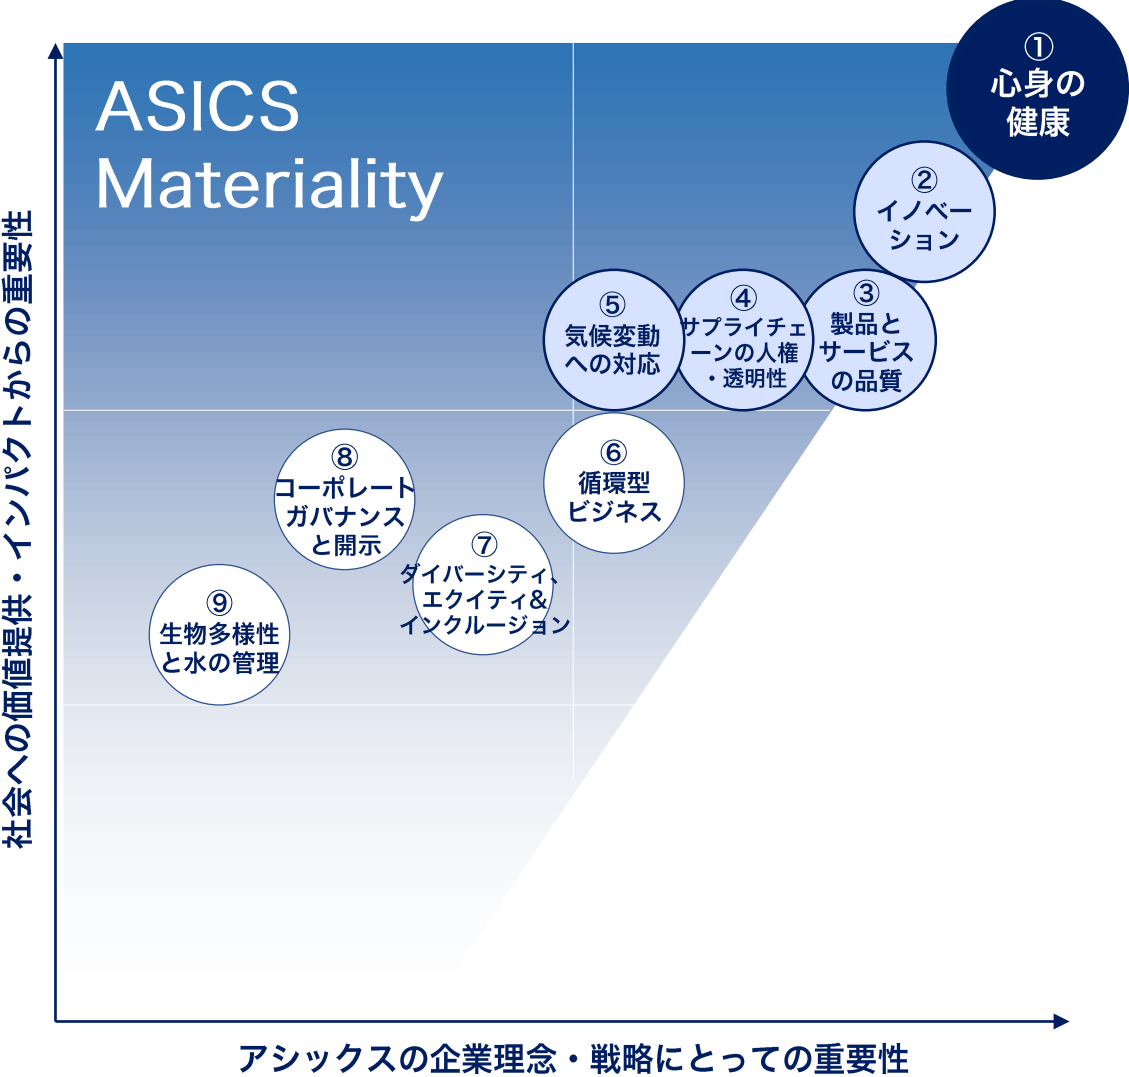 ASICS
Materiality
①
心身の
健康
②
イノベー
ション
③
製品と
サービス
の品質
④
サプライチェ
ーンの人権
・透明性
⑤
気候変動
への対応
⑥
循環型
ビジネス
⑦
ダイバーシティ、
エクイティ&
インクルージョン
⑧
コーポレート
ガバナンス
と開示
⑨
生物多様性
と水の管理
社会への価値提供・インパクトからの重要性
アシックスの企業理念・戦略にとっての重要性